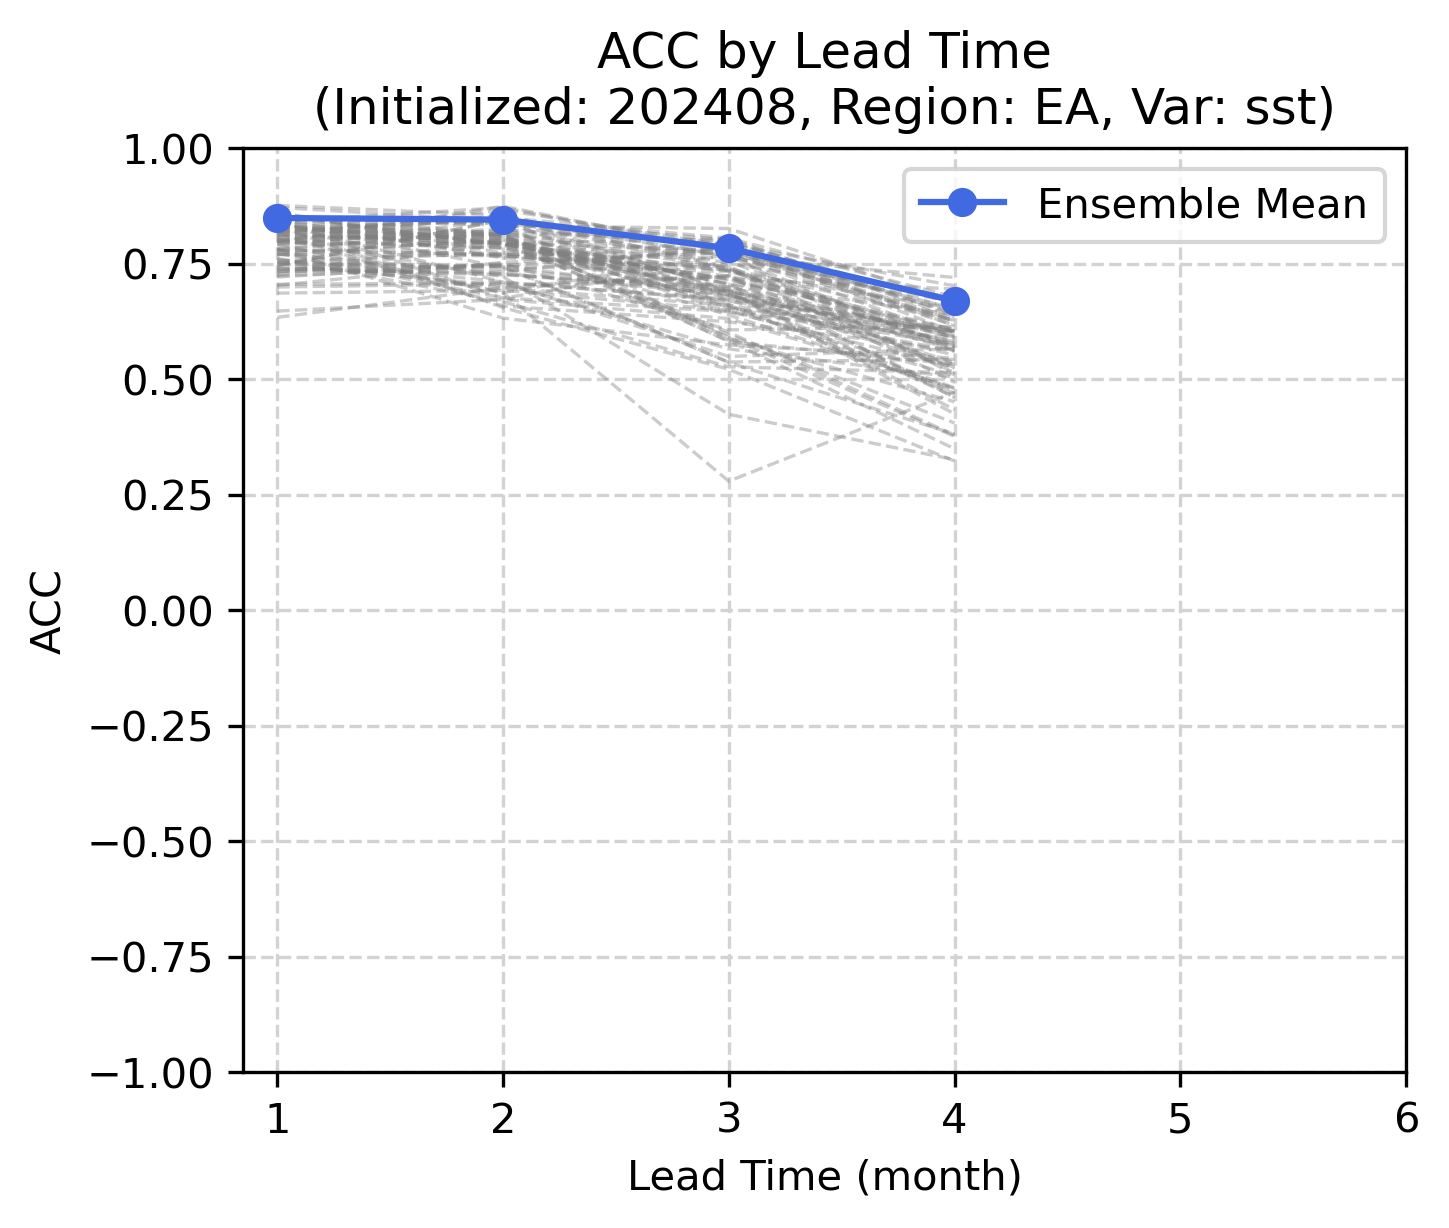 ACC by Lead Time
(Initialized: 202408, Region: EA, Var: sst)
Ensemble Mean
1.00
0.75
0.50
0.25
0.00
−0.25
−0.50
−0.75
−1.00
ACC
1 2 3 4 5 6
Lead Time (month)